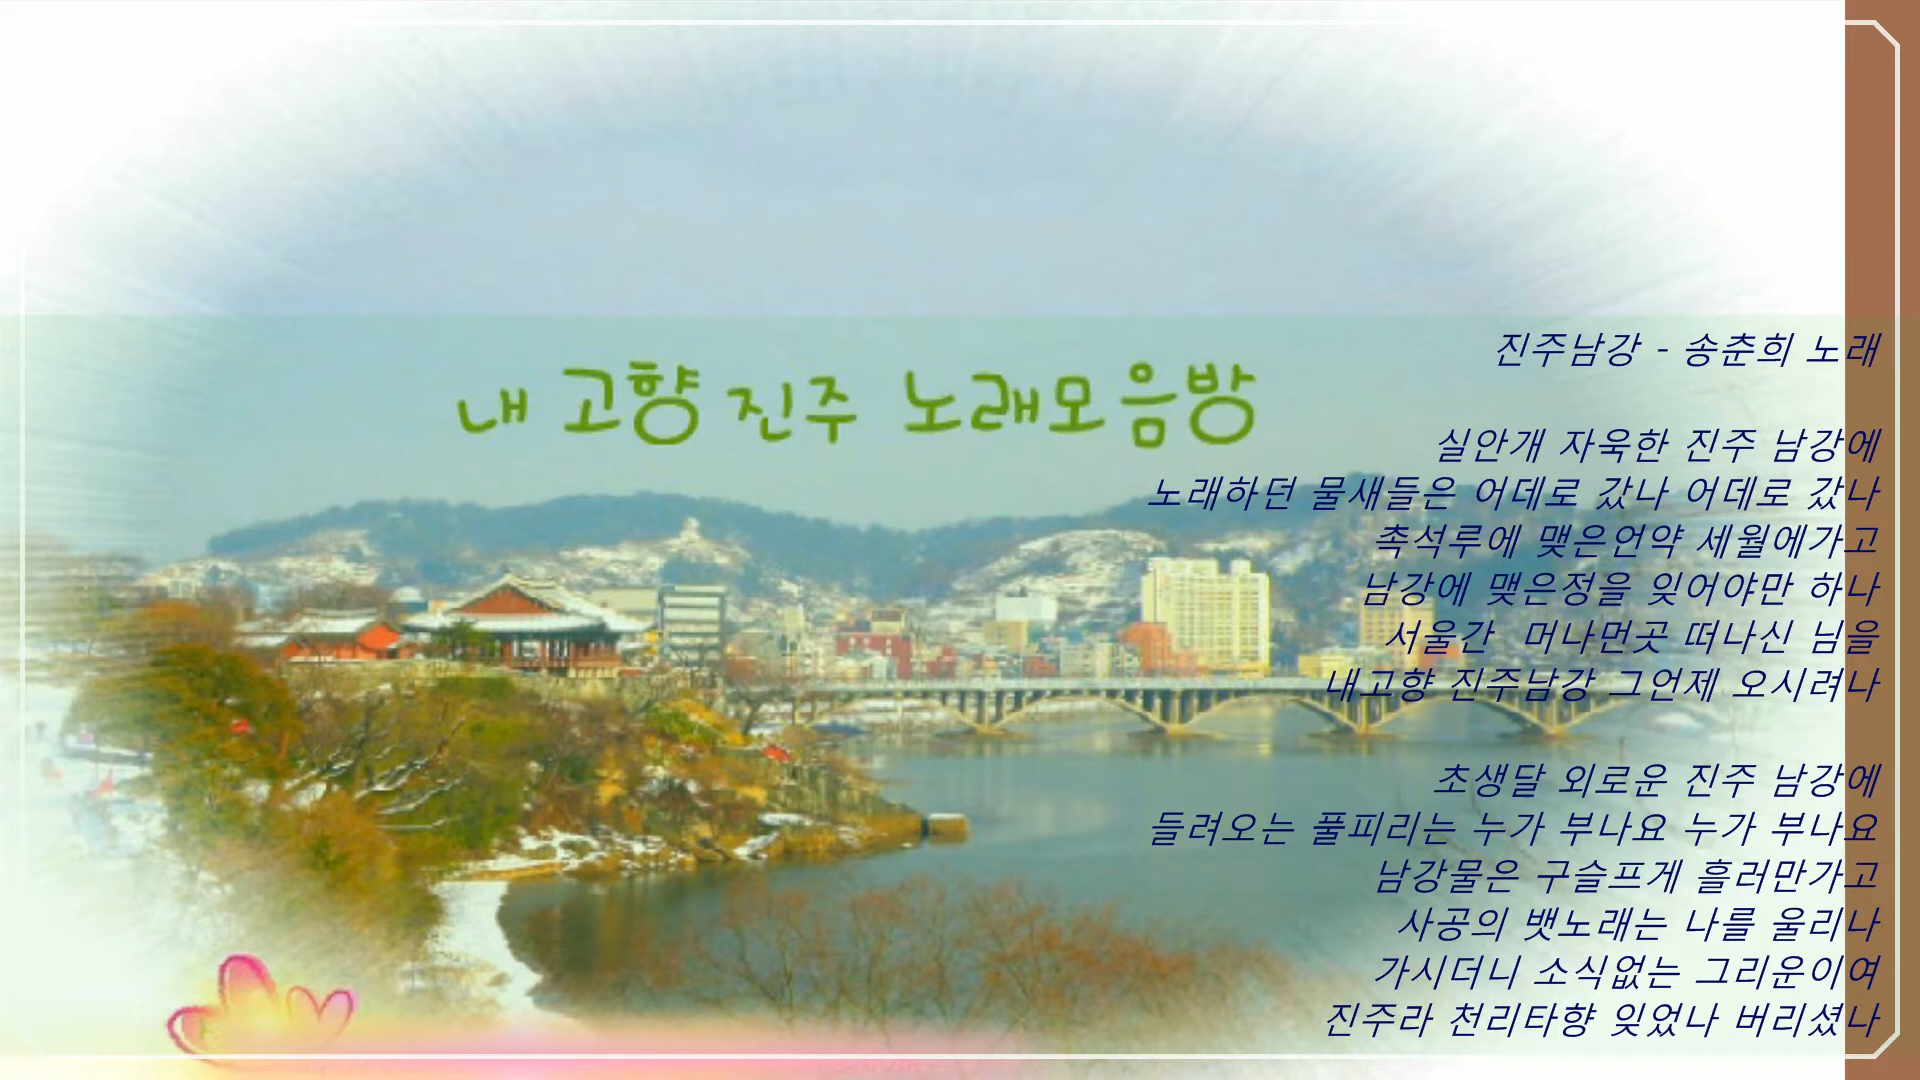 내 고향 진주 노래모음방
진주남강 - 송춘희 노래
실안개 자욱한 진주 남강에
노래하던 물새들은 어데로 갔나 어데로 갔나
촉석루에 맺은언약 세월에가고
남강에 맺은정을 잊어야만 하나
서울간  머나먼곳 떠나신 님을
내고향 진주남강 그언제 오시려나
초생달 외로운 진주 남강에
들려오는 풀피리는 누가 부나요 누가 부나요
남강물은 구슬프게 흘러만가고
사공의 뱃노래는 나를 울리나
가시더니 소식없는 그리운이여
진주라 천리타향 잊었나 버리셨나